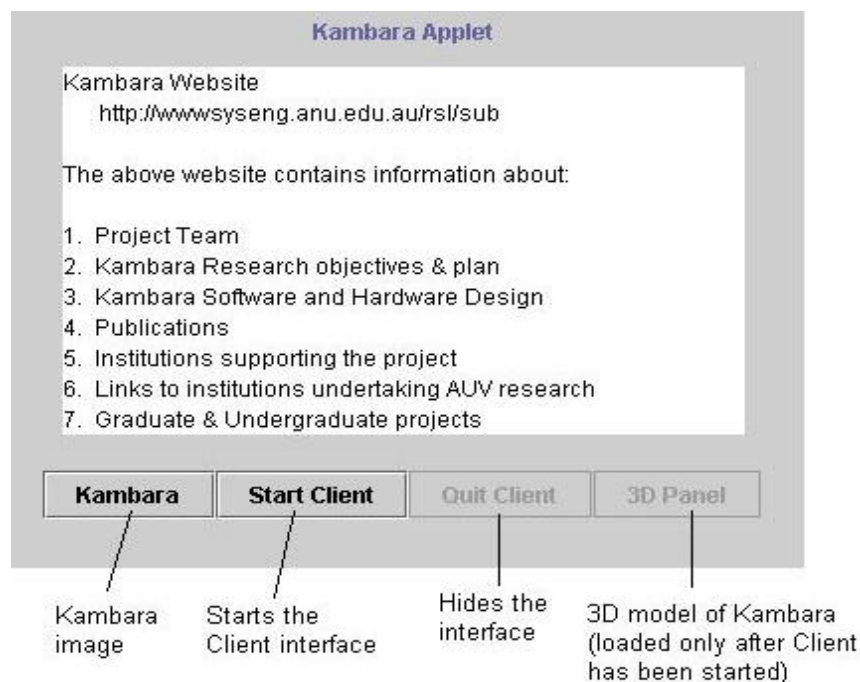 Kambara Applet
Kambara Website
http://wwwsyseng.anu.edu.au/rsl/sub
The above website contains information about:
1. Project Team
2. Kambara Research objectives & plan
3. Kambara Software and Hardware Design
4. Publications
5. Institutions supporting the project
6. Links to institutions undertaking AUV research
7. Graduate & Undergraduate projects
Kambara
Start Client
Quit Client
3D Panel
Kambara
image
Starts the
Client interface
Hides the
interface
3D model of Kambara
(loaded only after Client
has been started)